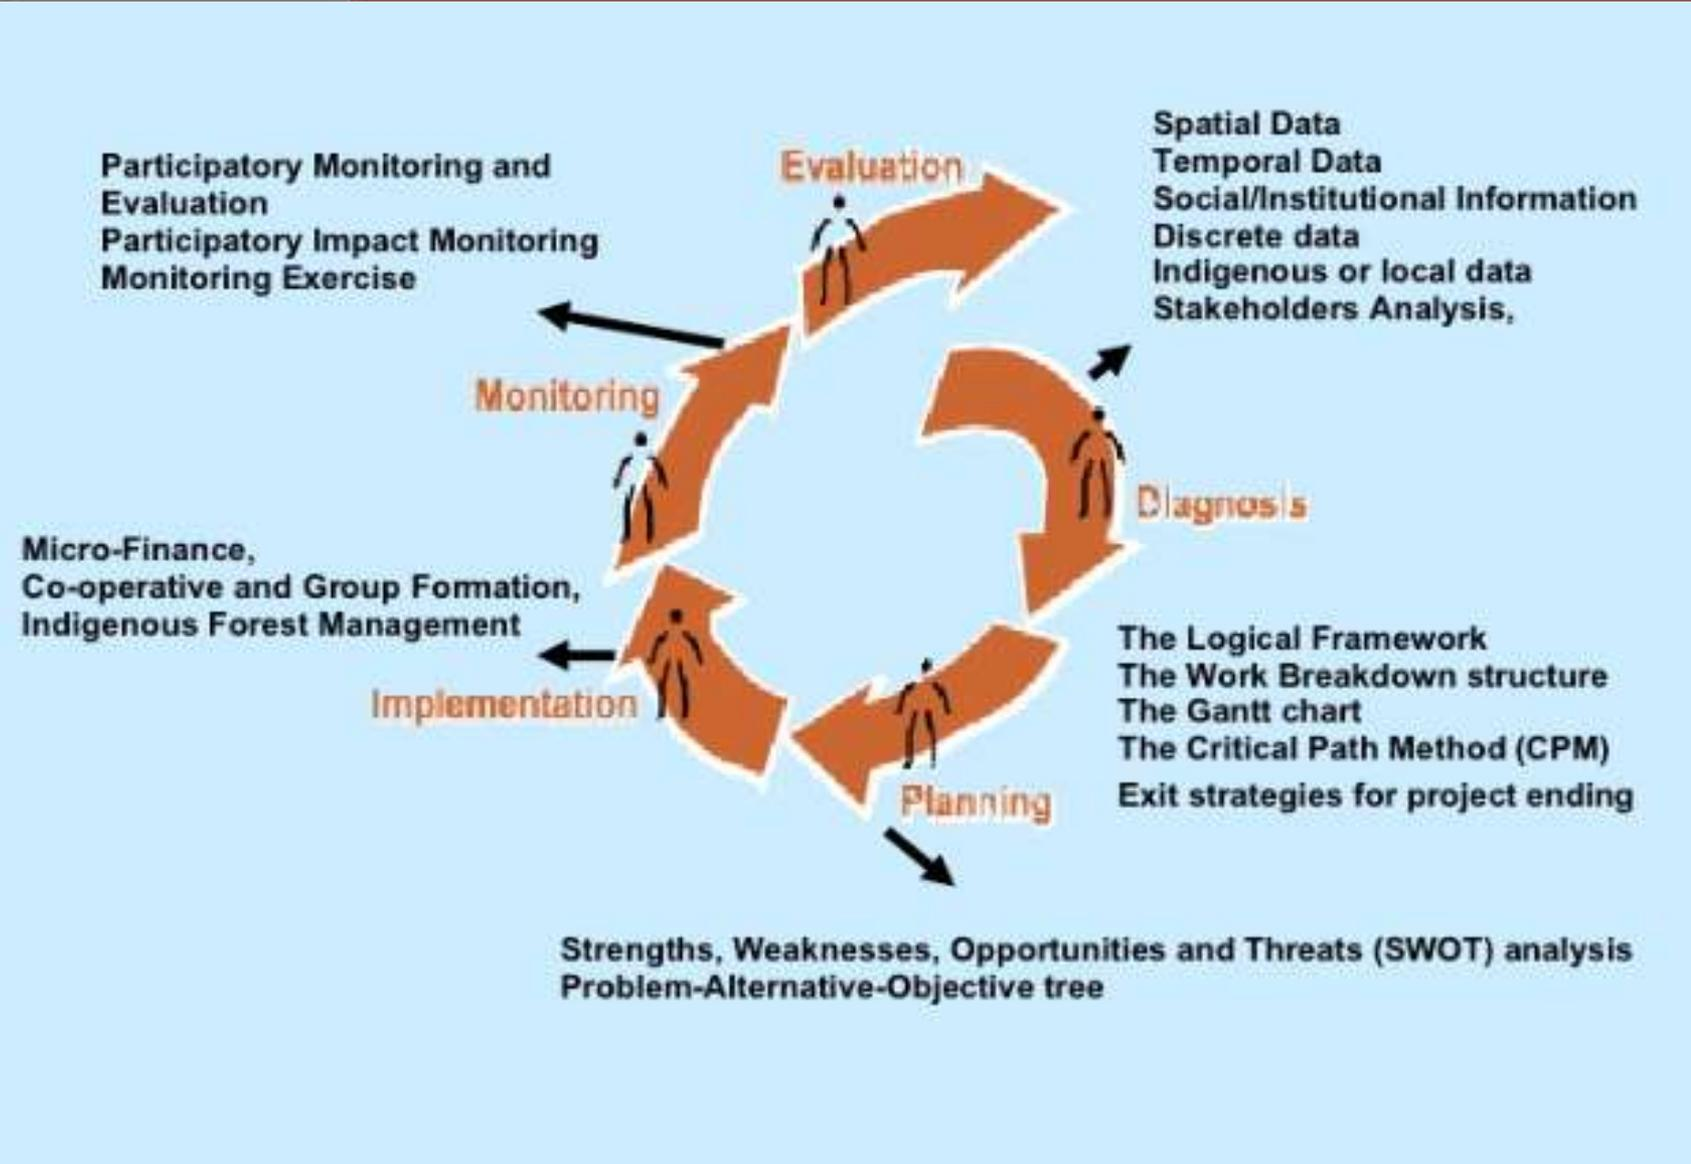 Evaluation
Spatial Data
Temporal Data
Social/Institutional Information
Discrete data
Indigenous or local data
Stakeholders Analysis,
Participatory Monitoring and
Evaluation
Participatory Impact Monitoring
Monitoring Exercise
Monitoring
Diagnosis
Micro-Finance,
Co-operative and Group Formation,
Indigenous Forest Management
Implementation
The Logical Framework
The Work Breakdown structure
The Gantt chart
The Critical Path Method (CPM)
Exit strategies for project ending
Planning
Strengths, Weaknesses, Opportunities and Threats (SWOT) analysis
Problem-Alternative-Objective tree